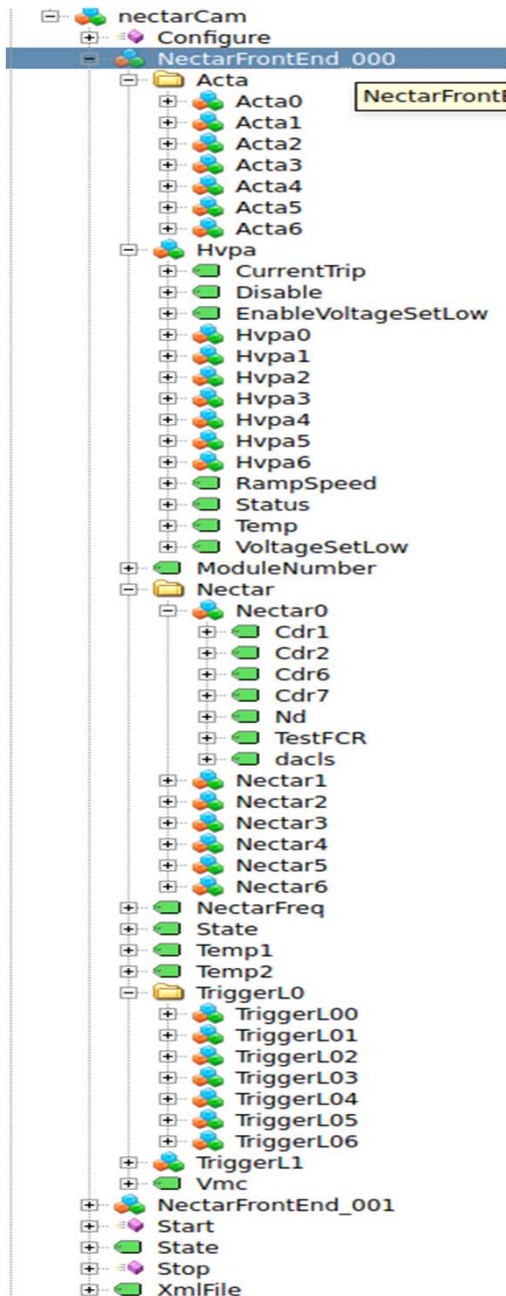 nectarCam
Configure
NectarFrontEnd_000
Acta
NectarFrontE
Acta0
Acta1
Acta2
Acta3
Acta4
Acta5
Acta6
Hvpa
CurrentTrip
Disable
EnableVoltageSetLow
Hvpa0
Hvpa1
Hvpa2
Hvpa3
Hvpa4
Hvpa5
Hvpa6
RampSpeed
Status
Temp
VoltageSetLow
ModuleNumber
Nectar
Nectar0
Cdr1
Cdr2
Cdr6
Cdr7
Nd
TestFCR
dacls
Nectar1
Nectar2
Nectar3
Nectar4
Nectar5
Nectar6
NectarFreq
State
Temp1
Temp2
TriggerL0
TriggerL00
TriggerL01
TriggerL02
TriggerL03
TriggerL04
TriggerL05
TriggerL06
TriggerL1
Vmc
NectarFrontEnd_001
Start
State
Stop
XmlFile